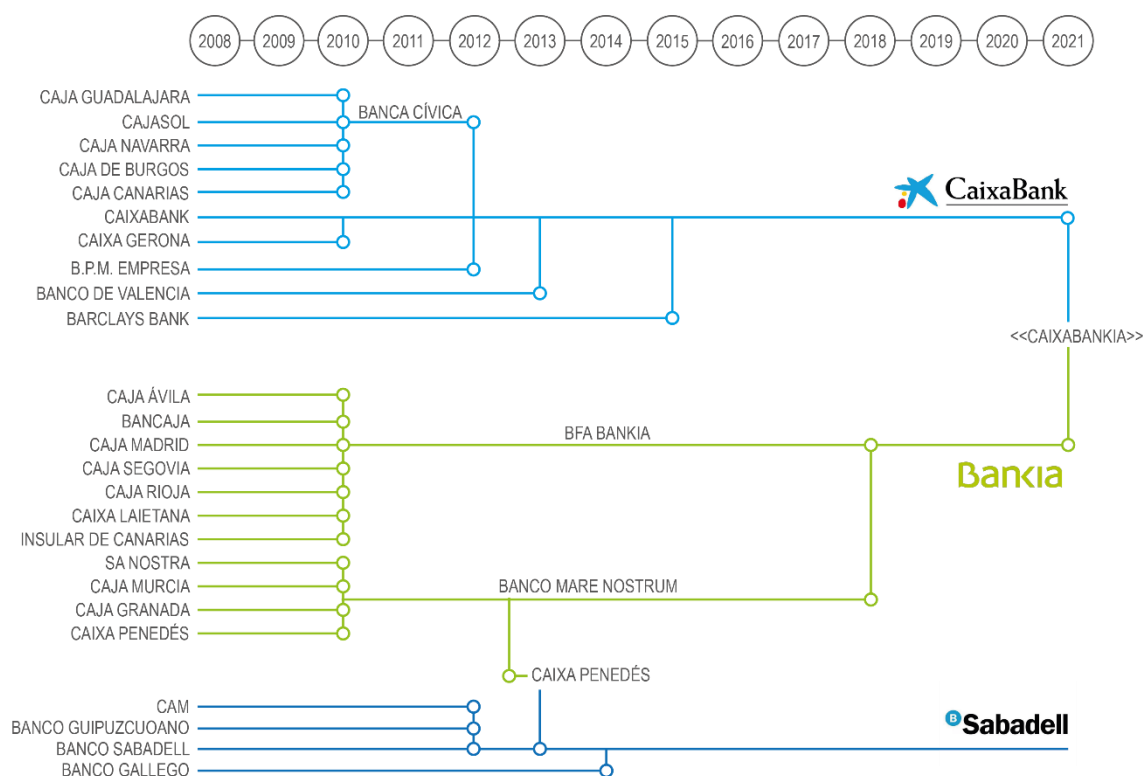 2008 2009 2010 2011 2012 2013 2014 2015 2016 2017 2018 2019 2020 2021
CAJA GUADALAJARA
BANCA CÍVICA
CAJASOL
CAJA NAVARRA
CAJA DE BURGOS
CAJA CANARIAS
CaixaBank
CAIXABANK
CAIXA GERONA
B.P.M. EMPRESA
BANCO DE VALENCIA
BARCLAYS BANK
<<CAIXABANKIA>>
CAJA ÁVILA
BANCAJA
CAJA MADRID
BFA BANKIA
CAJA SEGOVIA
Bankia
CAJA RIOJA
CAIXA LAIETANA
INSULAR DE CANARIAS
SA NOSTRA
CAJA MURCIA
BANCO MARE NOSTRUM
CAJA GRANADA
CAIXA PENEDÉS
CAIXA PENEDÉS
CAM
BANCO GUIPUZCUOANO
B Sabadell
BANCO SABADELL
BANCO GALLEGO